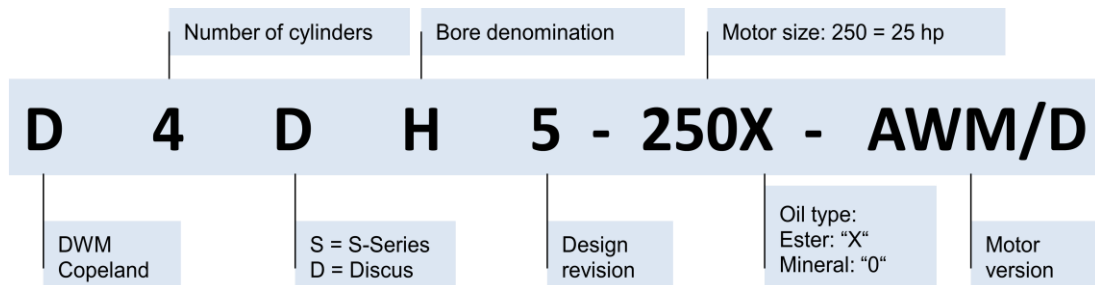 Number of cylinders
Bore denomination
Motor size: 250 = 25 hp
D 4 D H 5 - 250X - AWM/D
DWM
Copeland
S = S-Series
D = Discus
Design
revision
Oil type:
Ester: “X“
Mineral: “0“
Motor
version